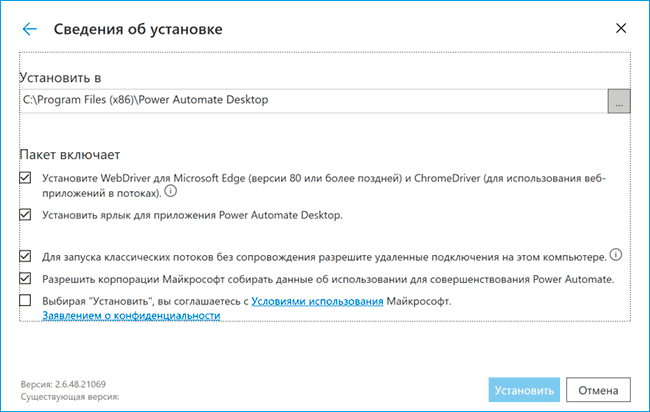 Сведения об установке
Установить в
C:\Program Files (x86)\Power Automate Desktop
...
Пакет включает
Установите WebDriver для Microsoft Edge (версии 80 или более поздней) и ChromeDriver (для использования веб-
приложений в потоках).
Установить ярлык для приложения Power Automate Desktop.
Для запуска классических потоков без сопровождения разрешите удаленные подключения на этом компьютере.
Разрешить корпорации Майкрософт собирать данные об использовании для совершенствования Power Automate.
Выбирая "Установить", вы соглашаетесь с Условиями использования Майкрософт.
Заявлением о конфиденциальности
Версия: 2.6.48.21069
Существующая версия:
Установить
Отмена